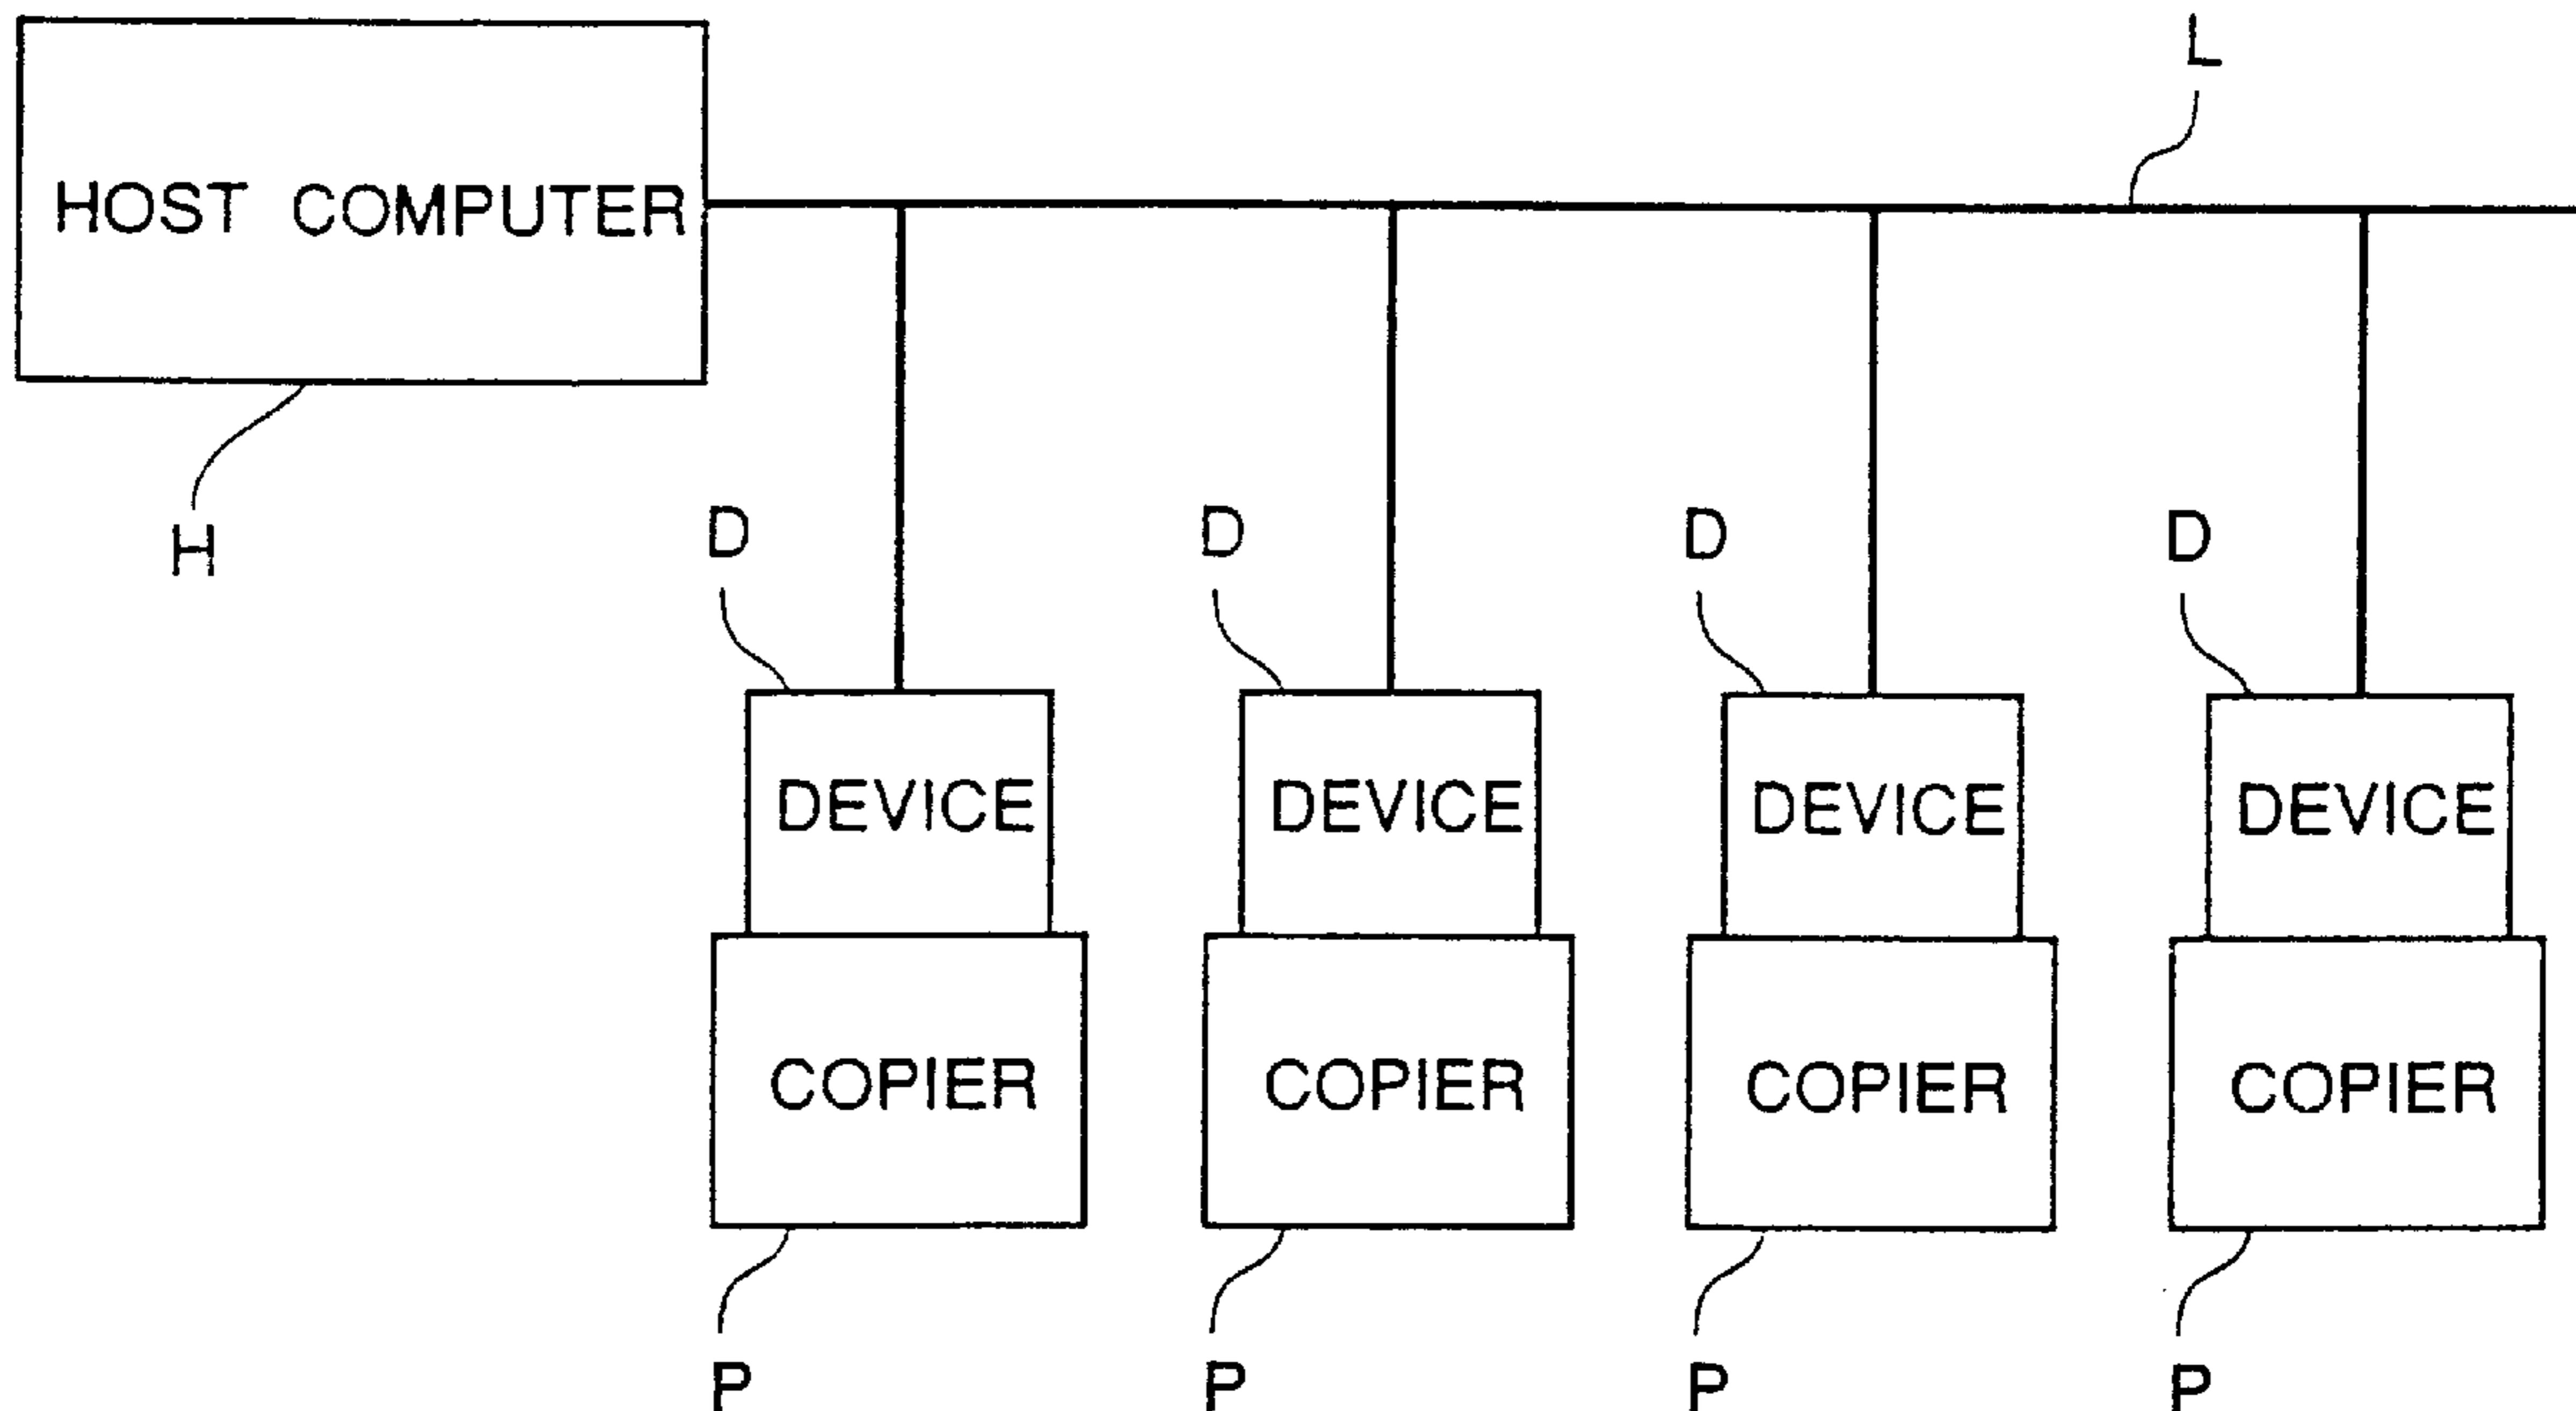 L
HOST COMPUTER
H
D D D D
DEVICE DEVICE DEVICE DEVICE
COPIER COPIER COPIER COPIER
P P P P